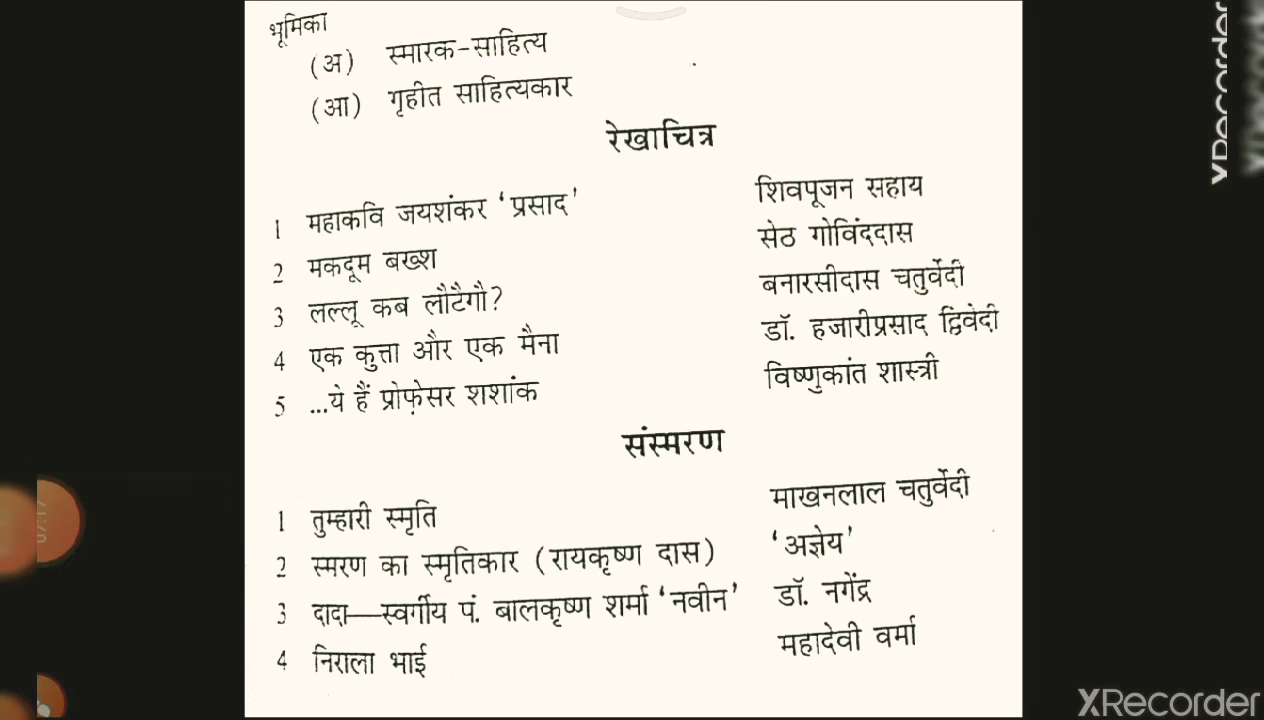 भूमिका
(अ) स्मारक-साहित्य
(आ) गृहीत साहित्यकार
रेखाचित्र
1 महाकवि जयशंकर 'प्रसाद' शिवपूजन सहाय
2 मकदूम बख्श सेठ गोविंददास
3 लल्लू कब लौटैगौ? बनारसीदास चतुर्वेदी
4 एक कुत्ता और एक मैना डॉ. हजारीप्रसाद द्विवेदी
5 ...ये हैं प्रोफ़ेसर शशांक विष्णुकांत शास्त्री
संस्मरण
1 तुम्हारी स्मृति माखनलाल चतुर्वेदी
2 स्मरण का स्मृतिकार (रायकृष्ण दास) 'अज्ञेय'
3 दादा—स्वर्गीय पं. बालकृष्ण शर्मा 'नवीन' डॉ. नगेंद्र
4 निराला भाई महादेवी वर्मा
XRecorder
XRecorder